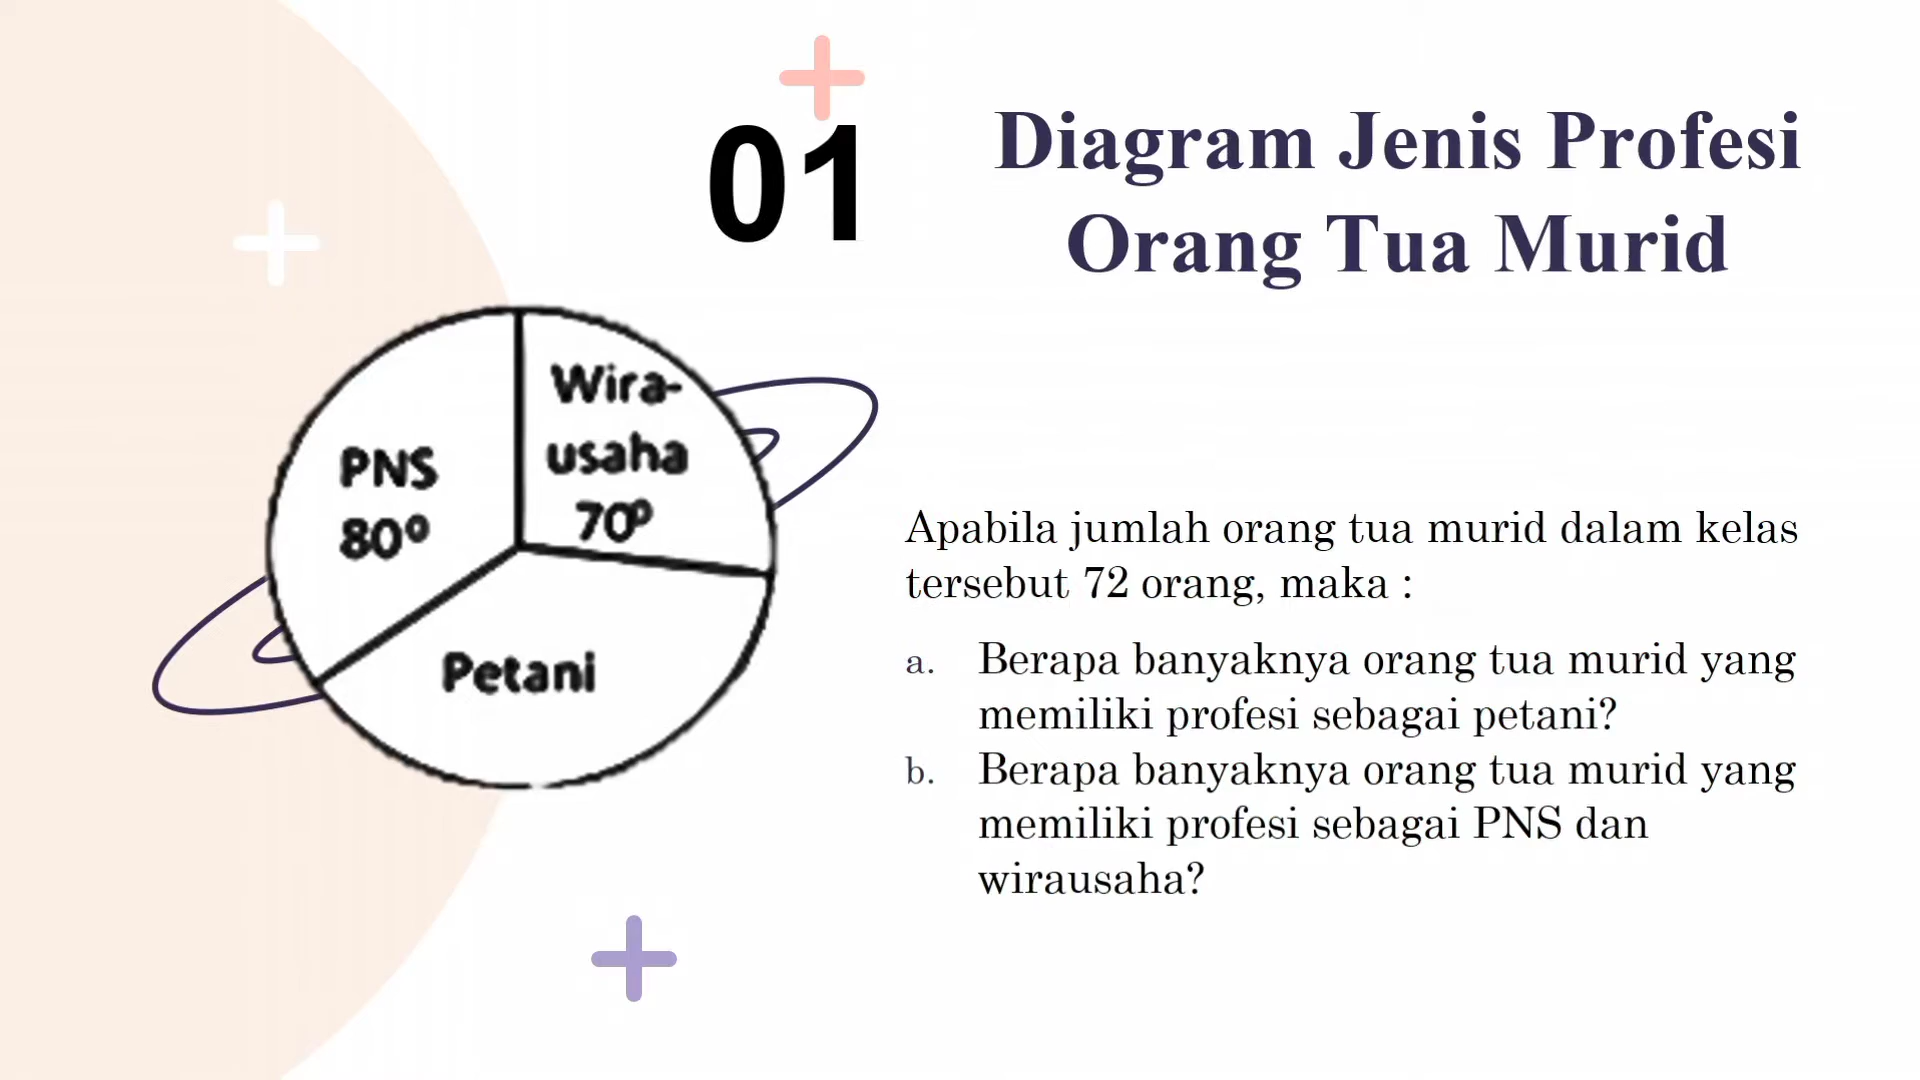 01
Diagram Jenis Profesi
Orang Tua Murid
Wira-
usaha
70º
PNS
80º
Petani
Apabila jumlah orang tua murid dalam kelas
tersebut 72 orang, maka :
a. Berapa banyaknya orang tua murid yang
memiliki profesi sebagai petani?
b. Berapa banyaknya orang tua murid yang
memiliki profesi sebagai PNS dan
wirausaha?